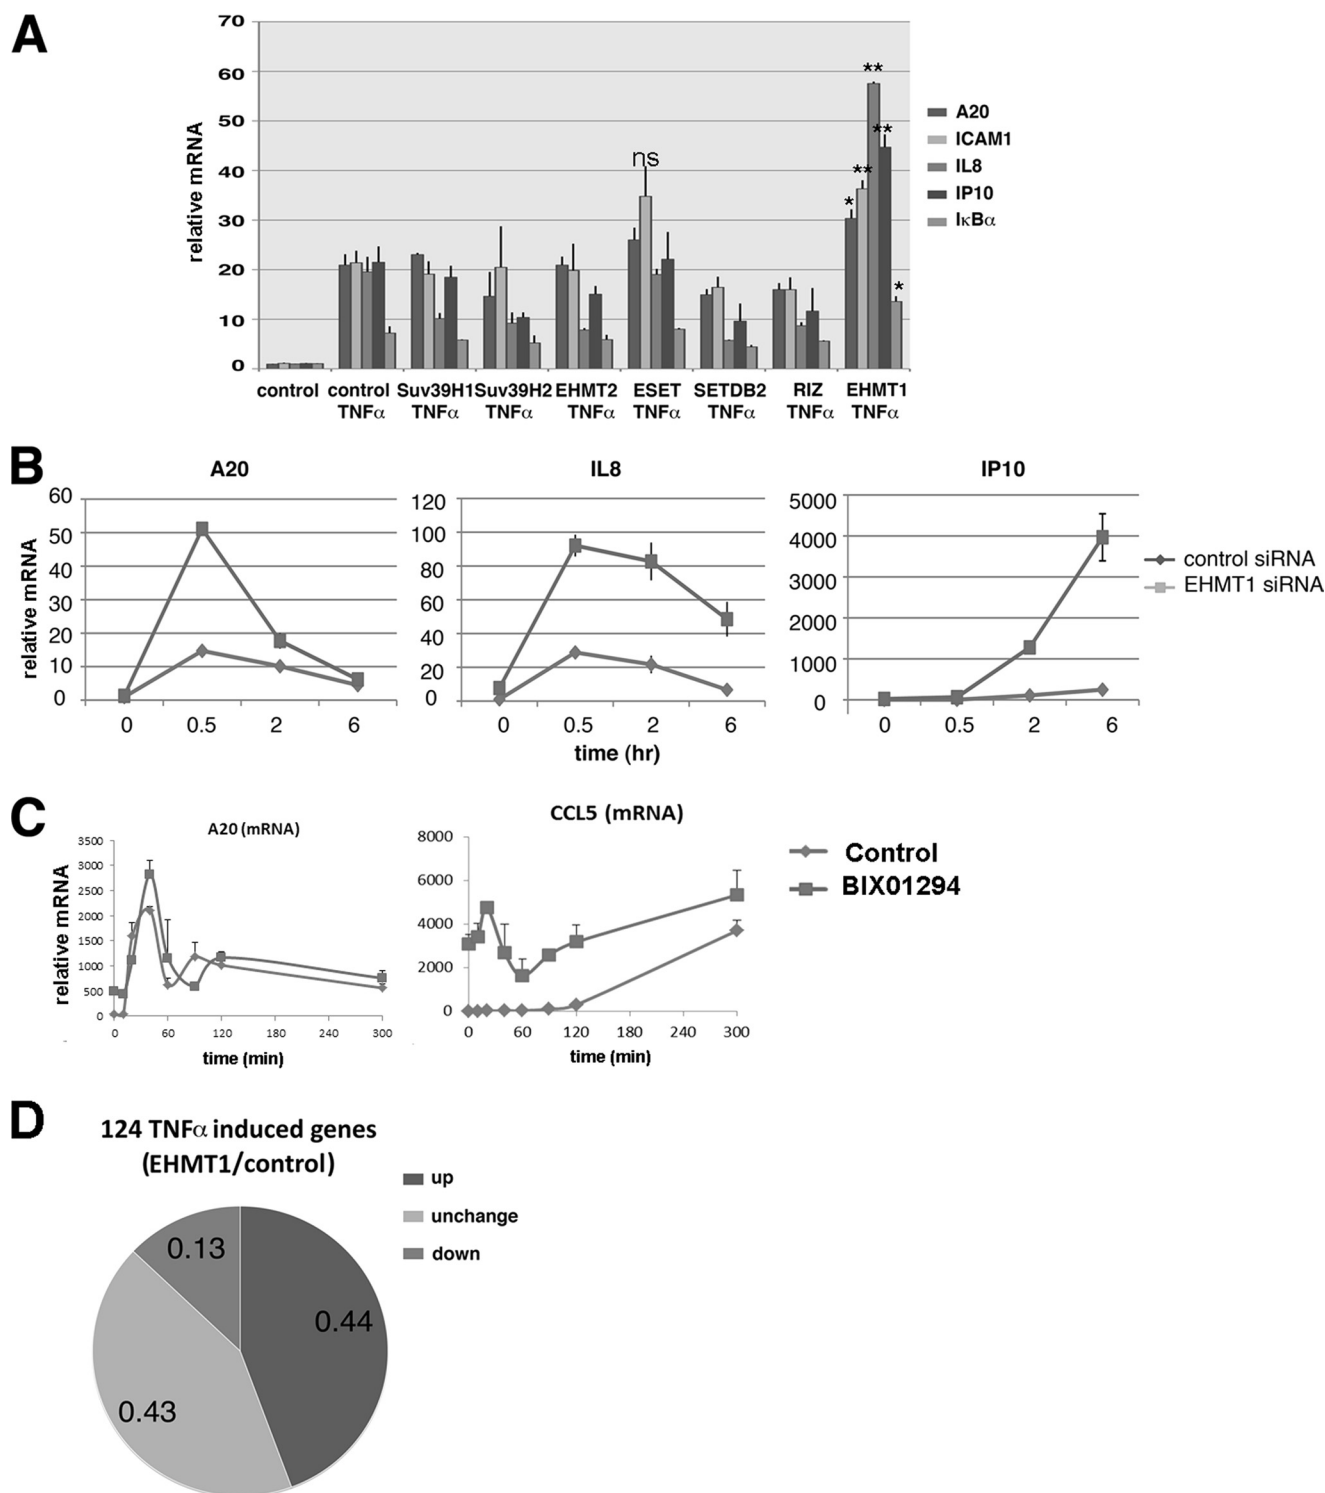 A
70
60
50
40
30
20
10
0
relative mRNA
ns
*
**
**
**
*
A20
ICAM1
IL8
IP10
IκBα
control control Suv39H1 Suv39H2 EHMT2 ESET SETDB2 RIZ EHMT1
TNFα TNFα TNFα TNFα TNFα TNFα TNFα TNFα
B
A20
60
50
40
30
20
10
0
relative mRNA
0 0.5 2 6
IL8
120
100
80
60
40
20
0
0 0.5 2 6
time (hr)
IP10
5000
4000
3000
2000
1000
0
0 0.5 2 6
control siRNA
EHMT1 siRNA
C
A20 (mRNA)
3500
3000
2500
2000
1500
1000
500
0
relative mRNA
0 60 120 180 240 300
time (min)
CCL5 (mRNA)
8000
6000
4000
2000
0
0 60 120 180 240 300
time (min)
Control
BIX01294
D
124 TNFα induced genes
(EHMT1/control)
up
unchange
down
0.13
0.44
0.43